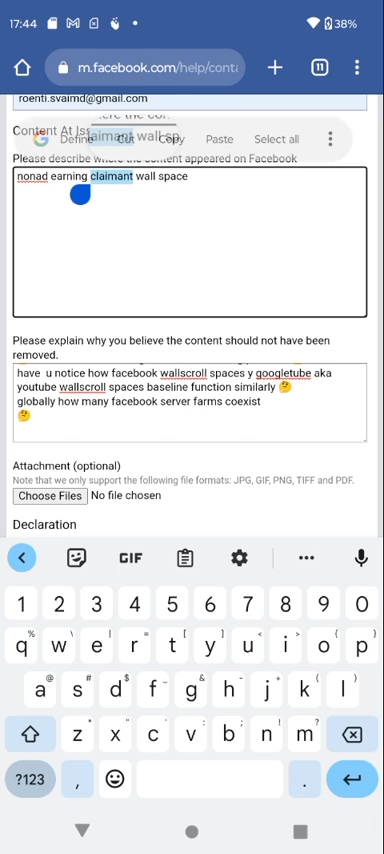 17:44
38%
m.facebook.com/help/conta
11
roenti.svaimd@gmail.com
Content At Iss
Define Cut Copy Paste Select all
Please describe where the content appeared on Facebook
nonad earning claimant wall space
Please explain why you believe the content should not have been
removed.
have u notice how facebook wallscroll spaces y googletube aka
youtube wallscroll spaces baseline function similarly 🤔
globally how many facebook server farms coexist
🤔
Attachment (optional)
Note that we only support the following file formats: JPG, GIF, PNG, TIFF and PDF.
Choose Files No file chosen
Declaration
GIF
1 2 3 4 5 6 7 8 9 0
q w e r t y u i o p
a s d f g h j k l
z x c v b n m
?123 , .